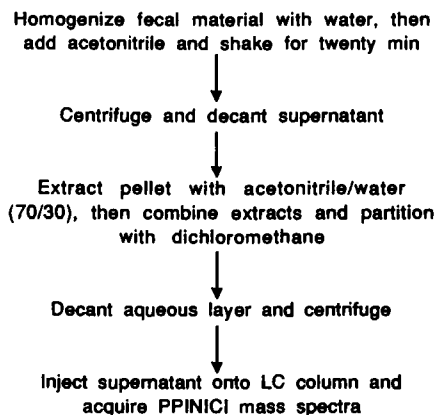 Homogenize fecal material with water, then
add acetonitrile and shake for twenty min
Centrifuge and decant supernatant
Extract pellet with acetonitrile/water
(70/30), then combine extracts and partition
with dichloromethane
Decant aqueous layer and centrifuge
Inject supernatant onto LC column and
acquire PPINICI mass spectra